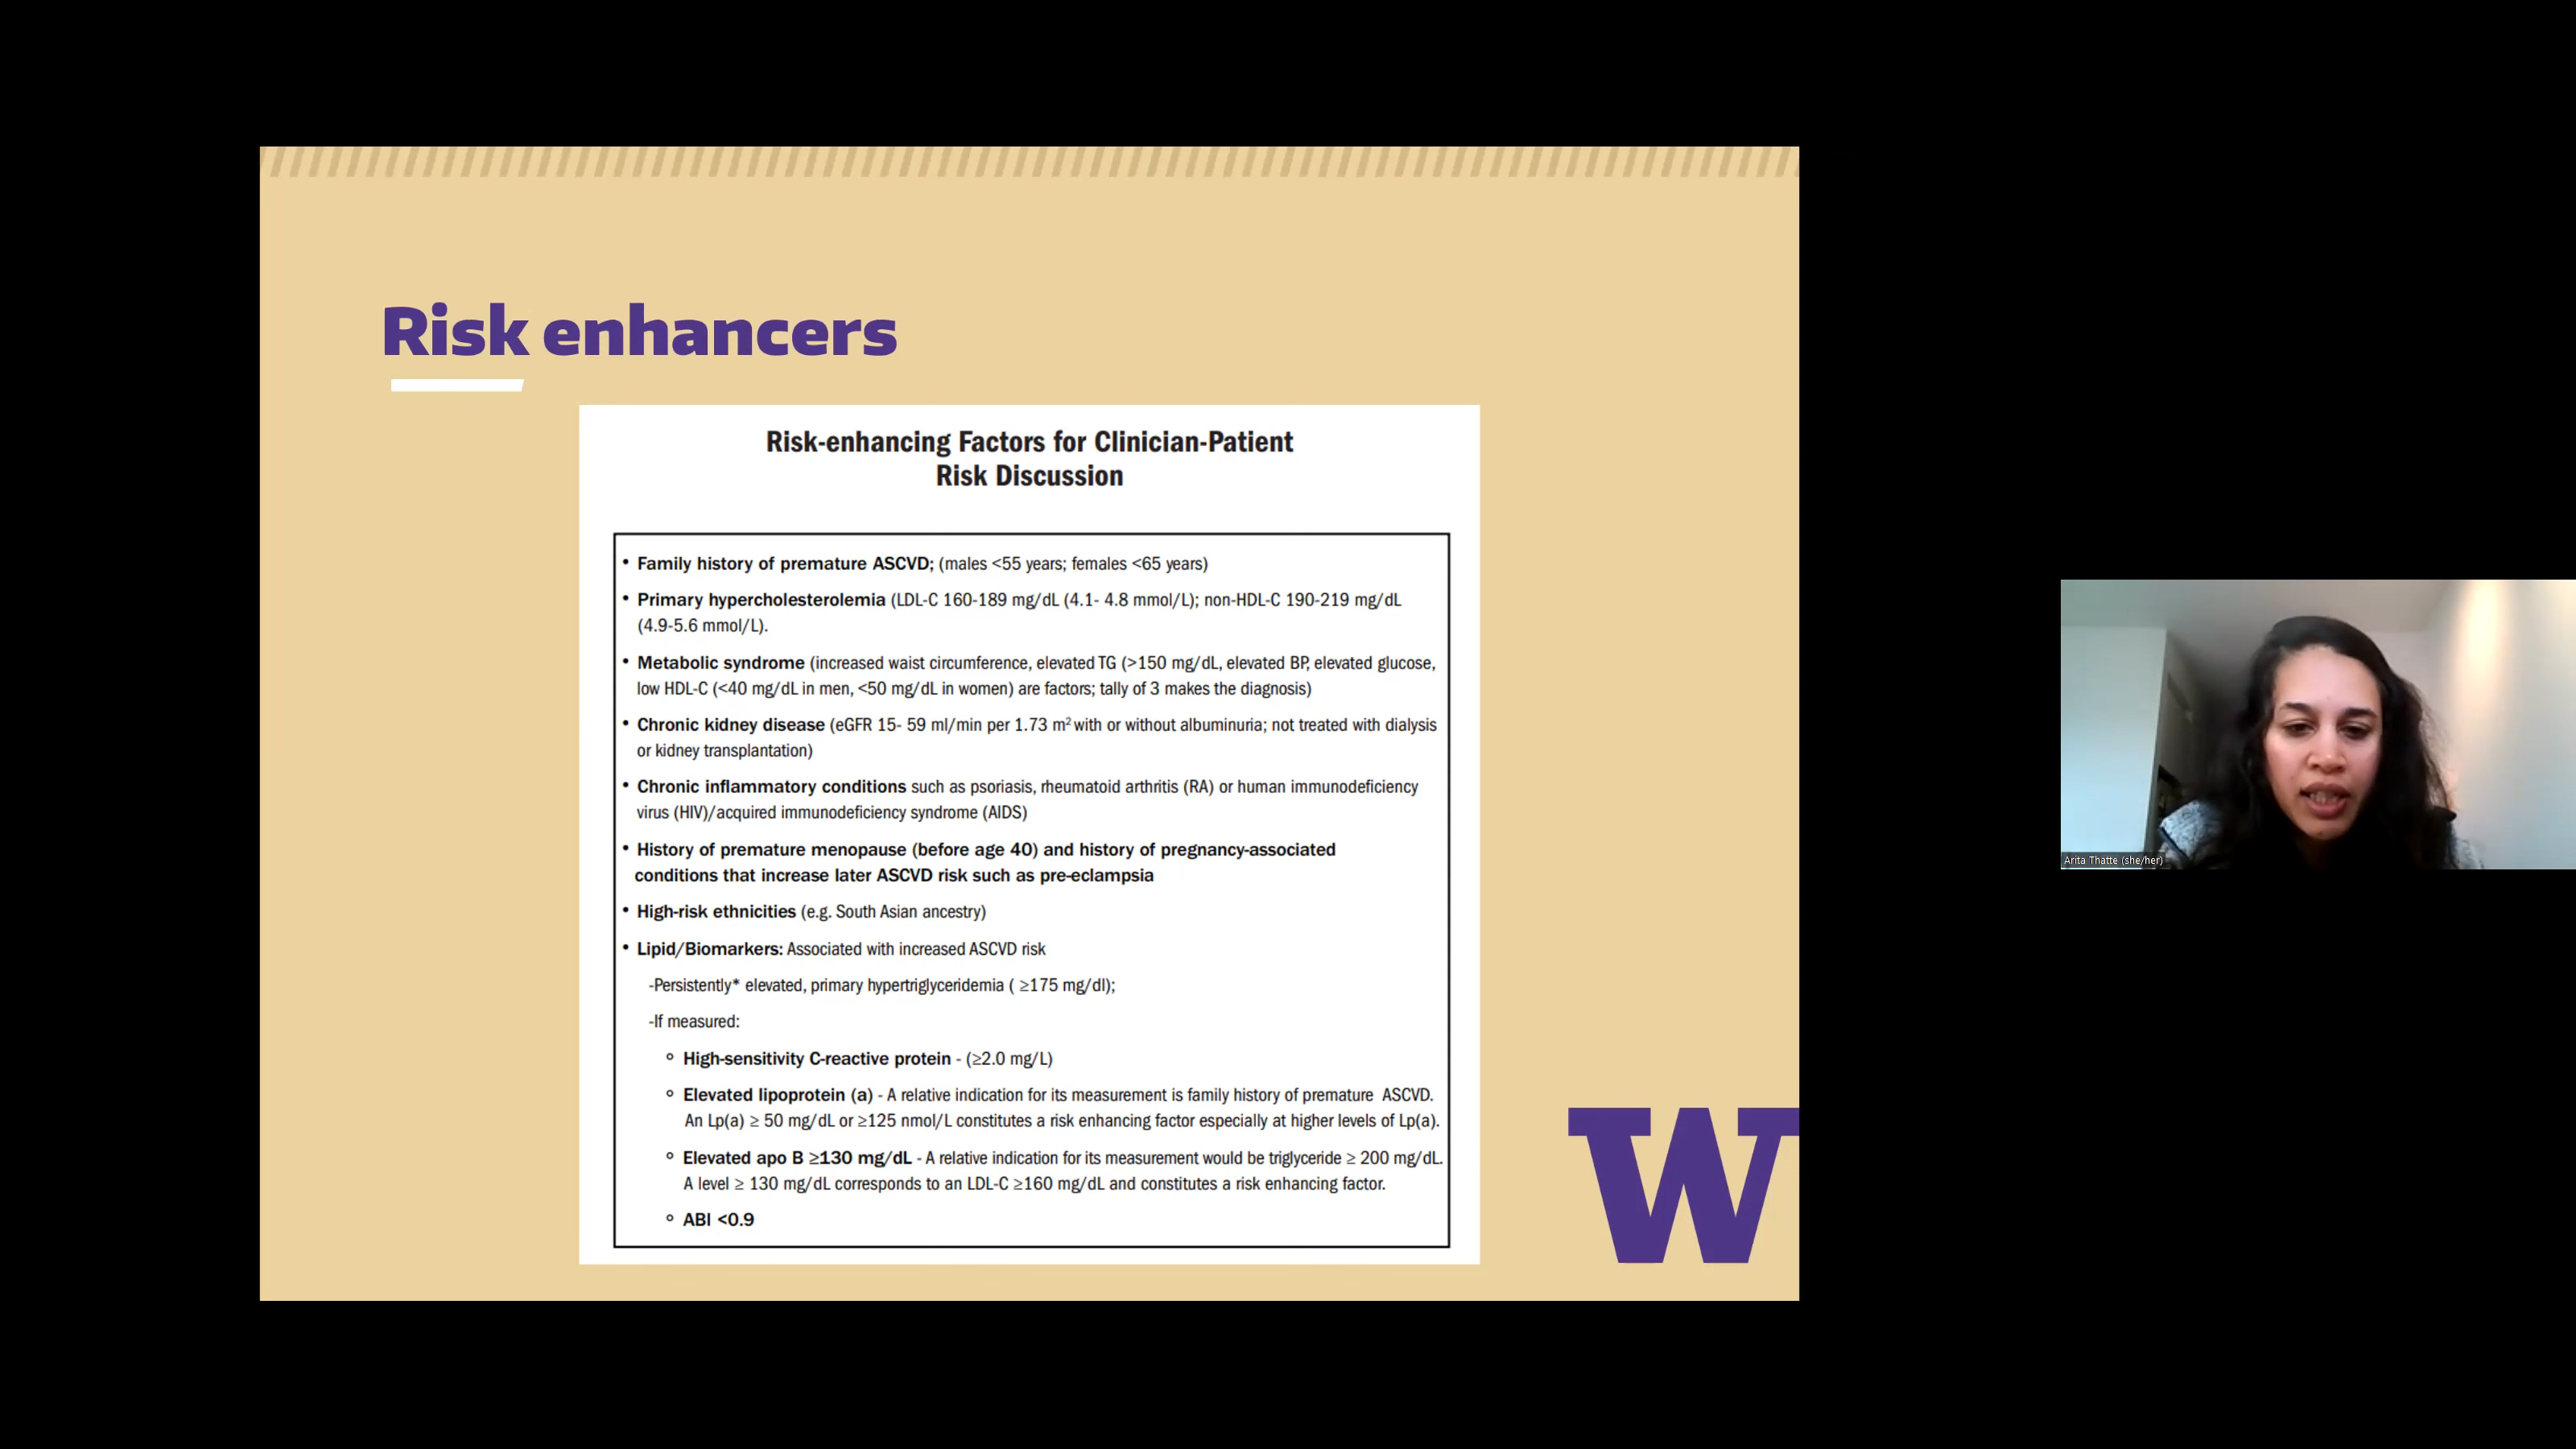 Risk enhancers
Risk-enhancing Factors for Clinician-Patient
Risk Discussion
• Family history of premature ASCVD; (males <55 years; females <65 years)
• Primary hypercholesterolemia (LDL-C 160-189 mg/dL (4.1- 4.8 mmol/L); non-HDL-C 190-219 mg/dL
(4.9-5.6 mmol/L).
• Metabolic syndrome (increased waist circumference, elevated TG (>150 mg/dL, elevated BP, elevated glucose,
low HDL-C (<40 mg/dL in men, <50 mg/dL in women) are factors; tally of 3 makes the diagnosis)
• Chronic kidney disease (eGFR 15- 59 ml/min per 1.73 m² with or without albuminuria; not treated with dialysis
or kidney transplantation)
• Chronic inflammatory conditions such as psoriasis, rheumatoid arthritis (RA) or human immunodeficiency
virus (HIV)/acquired immunodeficiency syndrome (AIDS)
• History of premature menopause (before age 40) and history of pregnancy-associated
conditions that increase later ASCVD risk such as pre-eclampsia
• High-risk ethnicities (e.g. South Asian ancestry)
• Lipid/Biomarkers: Associated with increased ASCVD risk
-Persistently* elevated, primary hypertriglyceridemia ( ≥175 mg/dl);
-If measured:
° High-sensitivity C-reactive protein - (≥2.0 mg/L)
° Elevated lipoprotein (a) - A relative indication for its measurement is family history of premature ASCVD.
An Lp(a) ≥ 50 mg/dL or ≥125 nmol/L constitutes a risk enhancing factor especially at higher levels of Lp(a).
° Elevated apo B ≥130 mg/dL - A relative indication for its measurement would be triglyceride ≥ 200 mg/dL.
A level ≥ 130 mg/dL corresponds to an LDL-C ≥160 mg/dL and constitutes a risk enhancing factor.
° ABI <0.9
W
Arita Thatte (she/her)